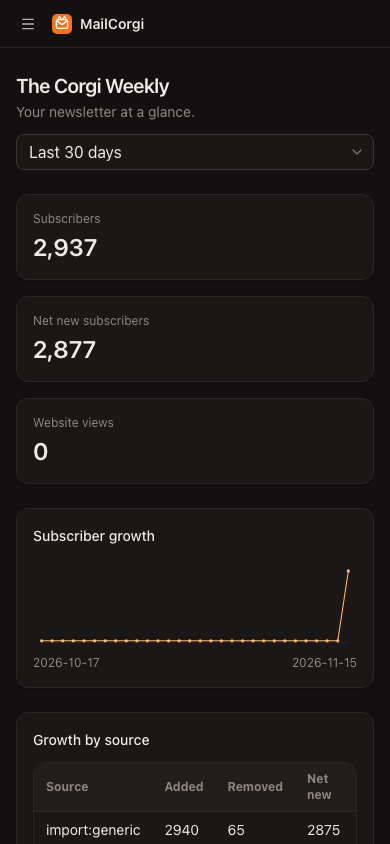 MailCorgi
The Corgi Weekly
Your newsletter at a glance.
Last 30 days
Subscribers
2,937
Net new subscribers
2,877
Website views
0
Subscriber growth
2026-10-17 2026-11-15
Growth by source
Source Added Removed Net new
import:generic 2940 65 2875